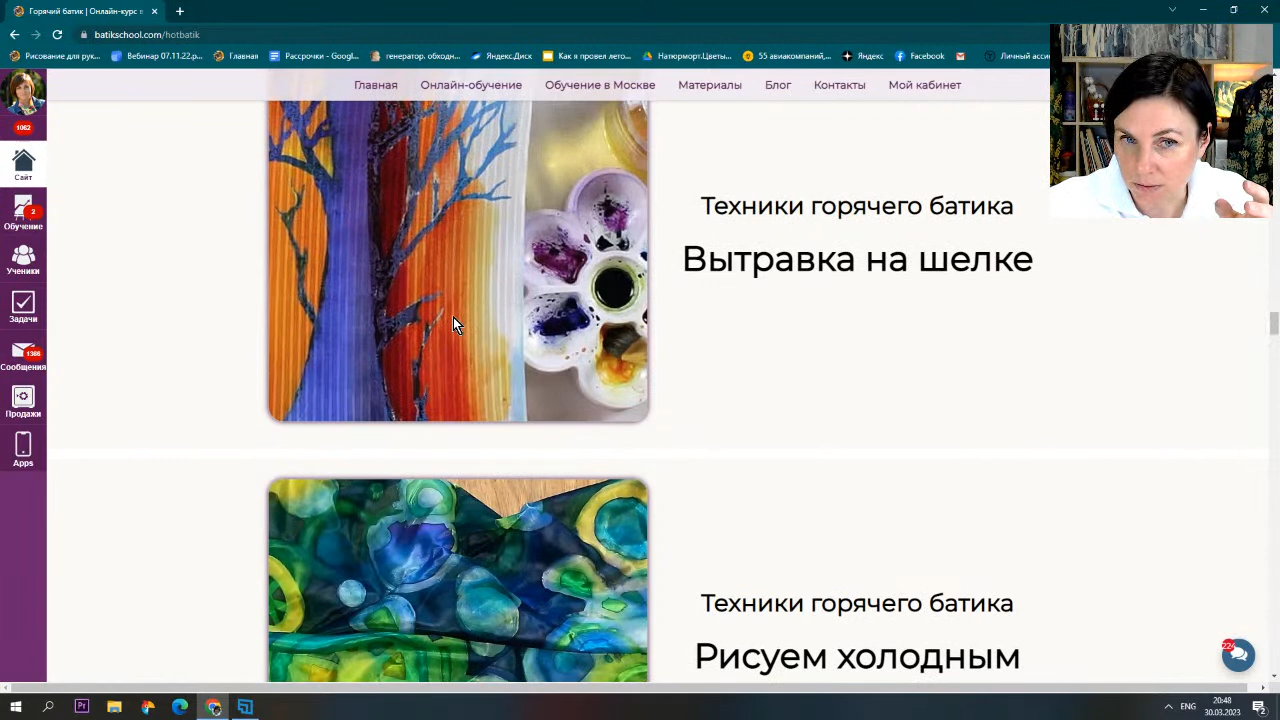 Горячий батик | Онлайн-курс в
batikschool.com/hotbatik
Рисование для рук...
Вебинар 07.11.22.p...
Главная
Рассрочки – Googl...
генератор. обходн...
Яндекс.Диск
Как я провел лето...
Натюрморт.Цветы...
55 авиакомпаний,...
Яндекс
Facebook
Личный ассис
Главная
Онлайн-обучение
Обучение в Москве
Материалы
Блог
Контакты
Мой кабинет
1062
Сайт
2
Обучение
Ученики
Задачи
1366
Сообщения
Продажи
Apps
Техники горячего батика
Вытравка на шелке
Техники горячего батика
Рисуем холодным
Pr
ENG
20:48
30.03.2023
2